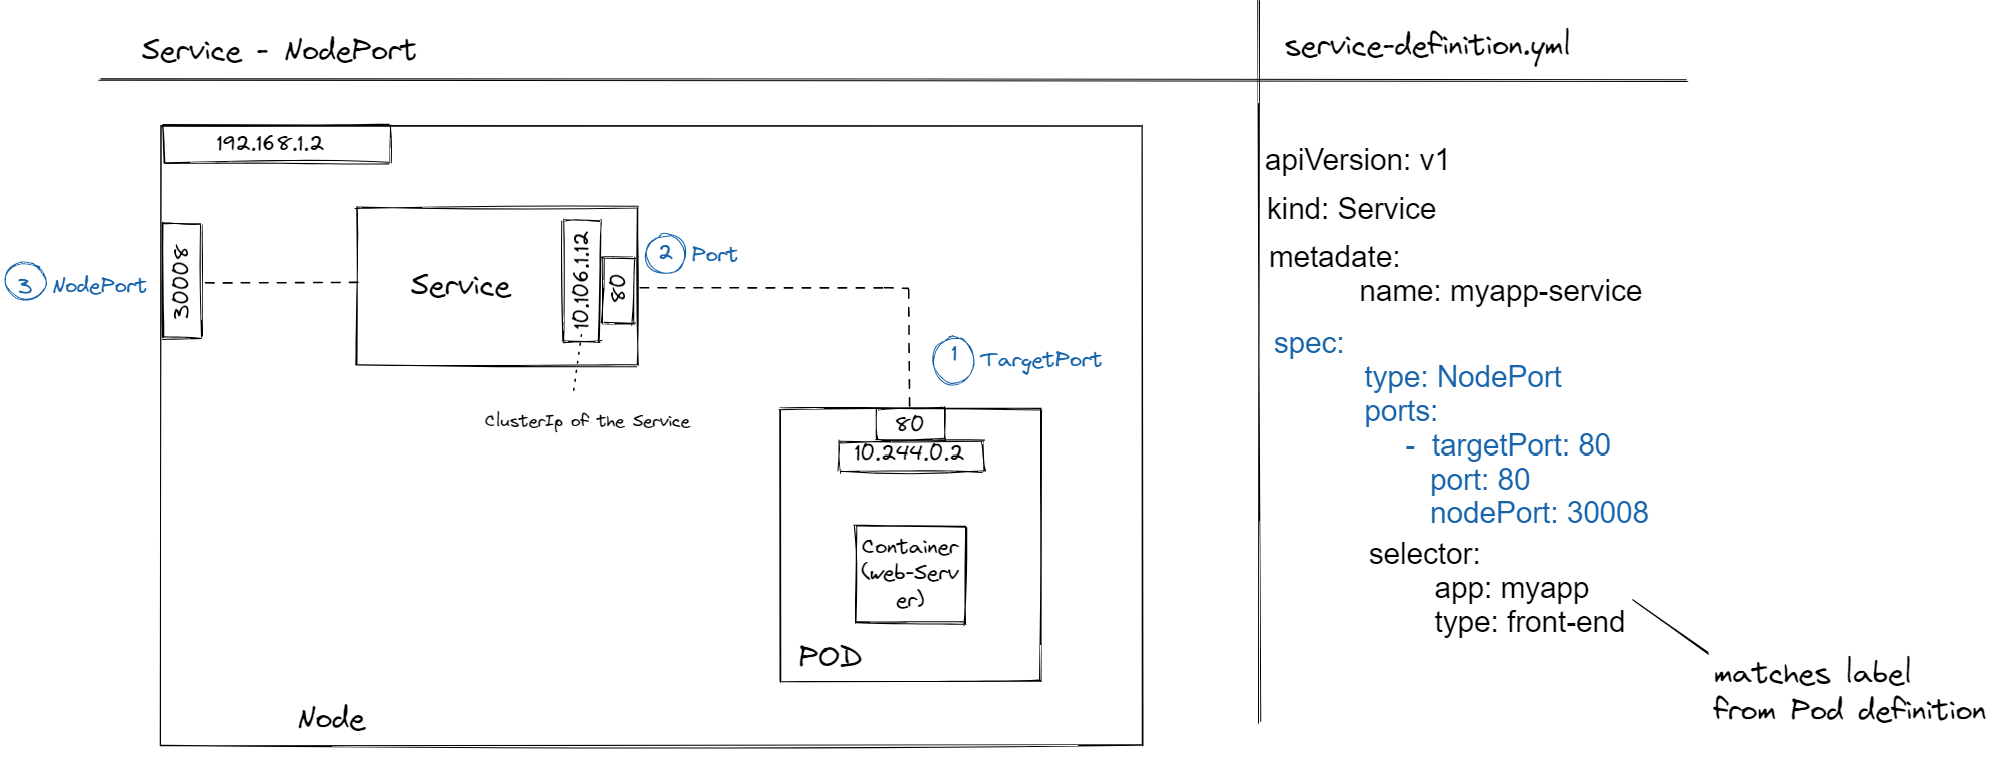 Service - NodePort
service-definition.yml
192.168.1.2
30008
3 NodePort
Service
10.106.1.12
80
2 Port
ClusterIp of the Service
1 TargetPort
80
10.244.0.2
Container
(web-Serv
er)
POD
Node
apiVersion: v1
kind: Service
metadate:
name: myapp-service
spec:
type: NodePort
ports:
- targetPort: 80
port: 80
nodePort: 30008
selector:
app: myapp
type: front-end
matches label
from Pod definition